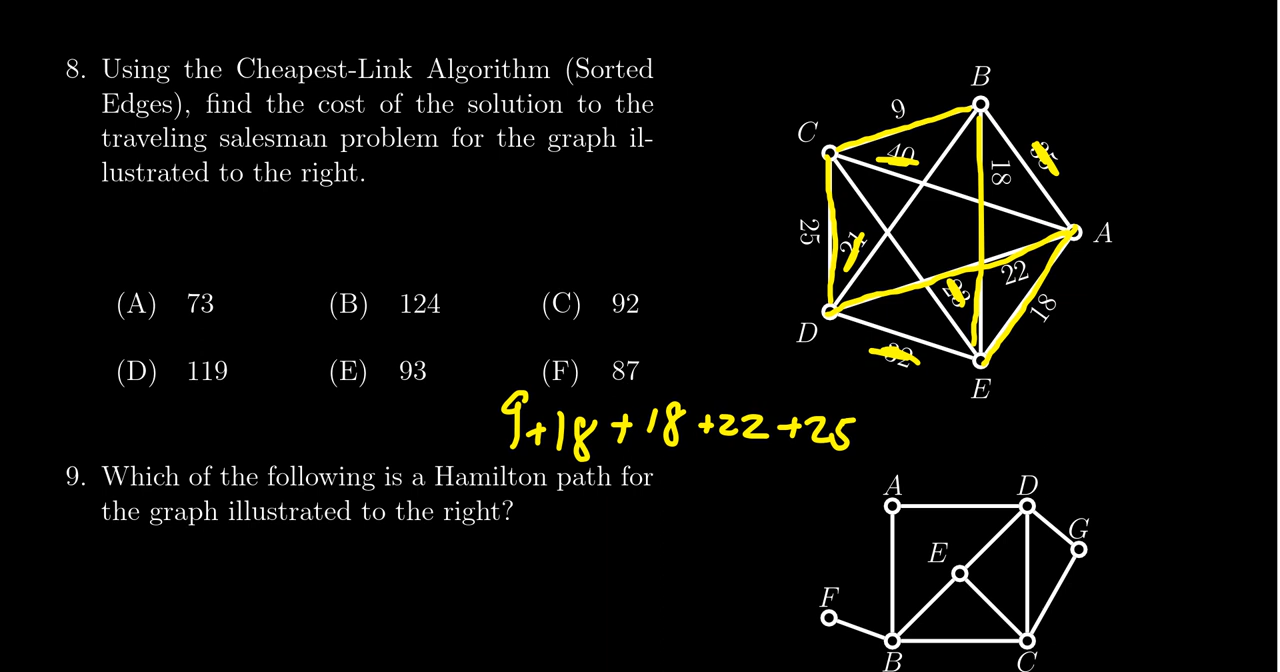 8. Using the Cheapest-Link Algorithm (Sorted
Edges), find the cost of the solution to the
traveling salesman problem for the graph il-
lustrated to the right.
(A) 73 (B) 124 (C) 92
(D) 119 (E) 93 (F) 87
B
9
C
40
18
A
25
21
22
18
D
E
9+18+18+22+25
9. Which of the following is a Hamilton path for
the graph illustrated to the right?
A D
G
E
F
B C